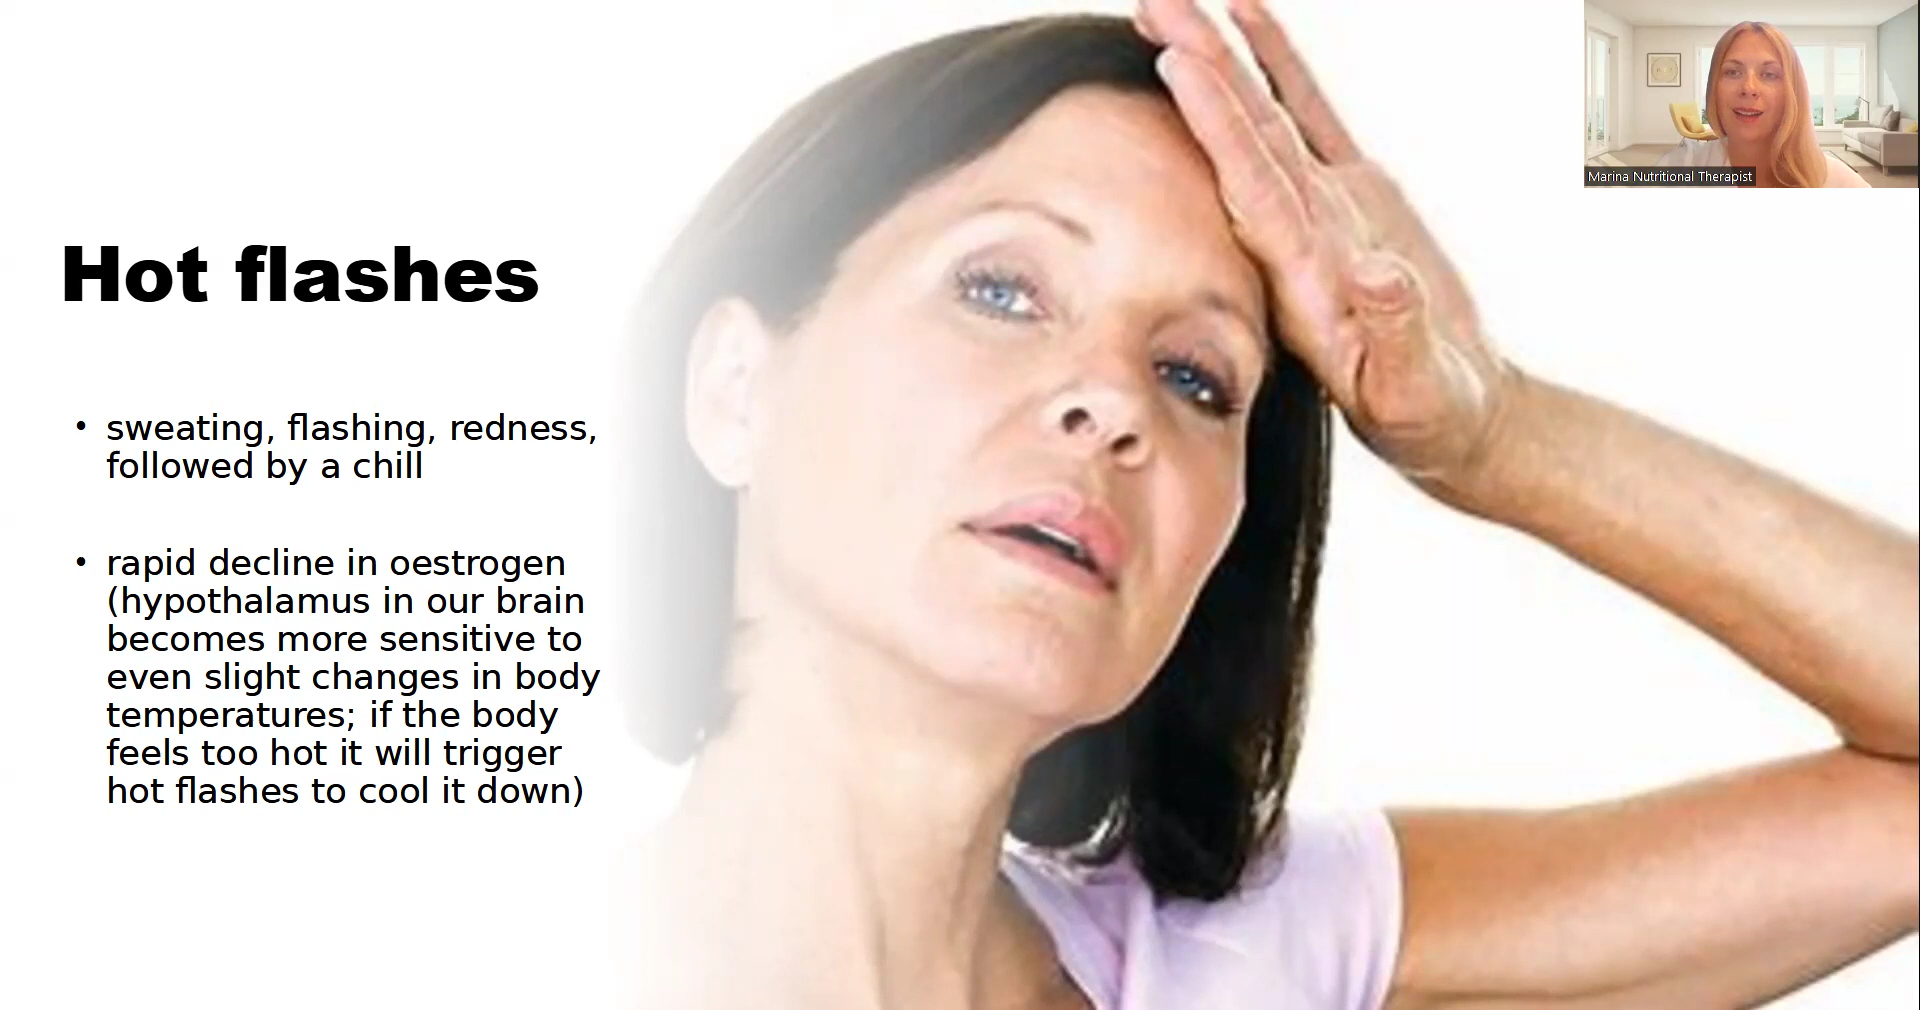 Marina Nutritional Therapist
Hot flashes
• sweating, flashing, redness,
followed by a chill
• rapid decline in oestrogen
(hypothalamus in our brain
becomes more sensitive to
even slight changes in body
temperatures; if the body
feels too hot it will trigger
hot flashes to cool it down)